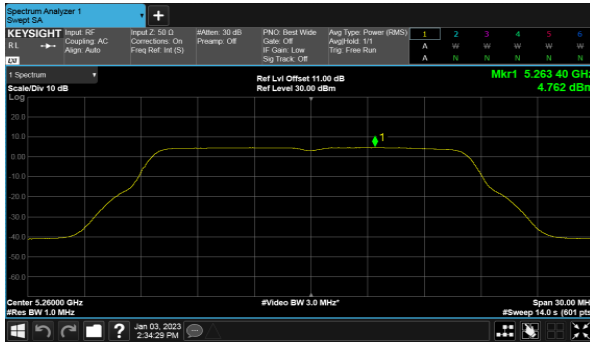 Spectrum Analyzer 1
Swept SA
+
KEYSIGHT Input: RF Input Z: 50 Ω #Atten: 30 dB PNO: Best Wide Avg Type: Power (RMS) 1 2 3 4 5 6
RL Coupling: AC Corrections: On Preamp: Off Gate: Off Avg|Hold: 1/1 A W W W W W
Align: Auto Freq Ref: Int (S) IF Gain: Low Trig: Free Run
LXI Sig Track: Off A N N N N N
1 Spectrum Ref Lvl Offset 11.00 dB Mkr1 5.263 40 GHz
Scale/Div 10 dB Ref Level 30.00 dBm 4.762 dBm
Log
20.0
10.0
0.00
-10.0
-20.0
-30.0
-40.0
-50.0
-60.0
1
Center 5.26000 GHz #Video BW 3.0 MHz* Span 30.00 MH
#Res BW 1.0 MHz #Sweep 14.0 s (601 pts
? Jan 03, 2023
2:34:29 PM